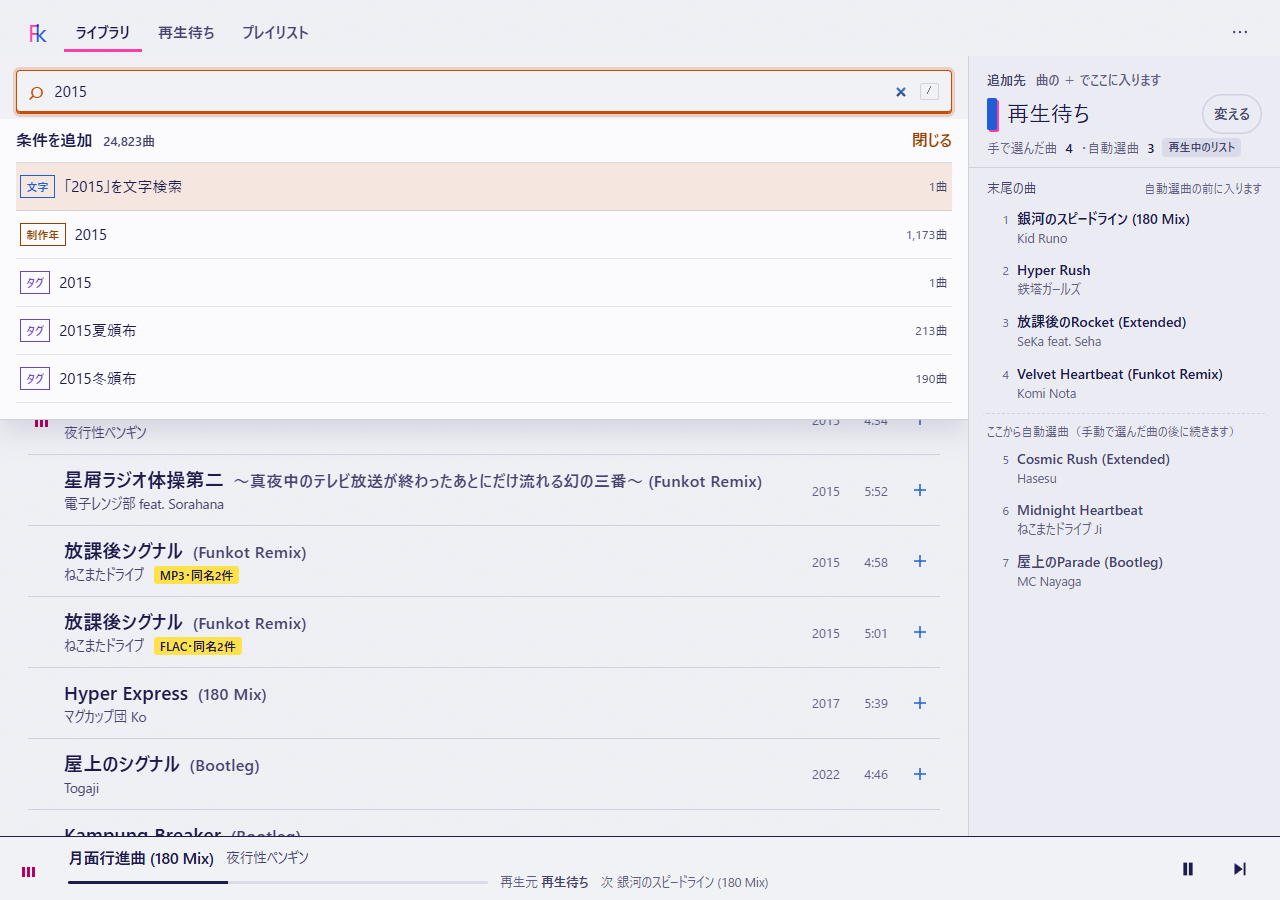 Fk ライブラリ 再生待ち プレイリスト ...
2015 × /
条件を追加 24,823曲 閉じる
文字 「2015」を文字検索 1曲
制作年 2015 1,173曲
タグ 2015 1曲
タグ 2015夏頒布 213曲
タグ 2015冬頒布 190曲
夜行性ペンギン 2015 4:34 +
星屑ラジオ体操第二 ～真夜中のテレビ放送が終わったあとにだけ流れる幻の三番～ (Funkot Remix)
電子レンジ部 feat. Sorahana 2015 5:52 +
放課後シグナル (Funkot Remix)
ねこまたドライブ MP3・同名2件 2015 4:58 +
放課後シグナル (Funkot Remix)
ねこまたドライブ FLAC・同名2件 2015 5:01 +
Hyper Express (180 Mix)
マグカップ団 Ko 2017 5:39 +
屋上のシグナル (Bootleg)
Togaji 2022 4:46 +
Kampung Breaker (Bootleg)
追加先 曲の + でここに入ります
再生待ち 変える
手で選んだ曲 4 ・自動選曲 3 再生中のリスト
末尾の曲 自動選曲の前に入ります
1 銀河のスピードライン (180 Mix)
Kid Runo
2 Hyper Rush
鉄塔ガールズ
3 放課後のRocket (Extended)
SeKa feat. Seha
4 Velvet Heartbeat (Funkot Remix)
Komi Nota
ここから自動選曲（手動で選んだ曲の後に続きます）
5 Cosmic Rush (Extended)
Hasesu
6 Midnight Heartbeat
ねこまたドライブ Ji
7 屋上のParade (Bootleg)
MC Nayaga
月面行進曲 (180 Mix) 夜行性ペンギン
再生元 再生待ち 次 銀河のスピードライン (180 Mix)